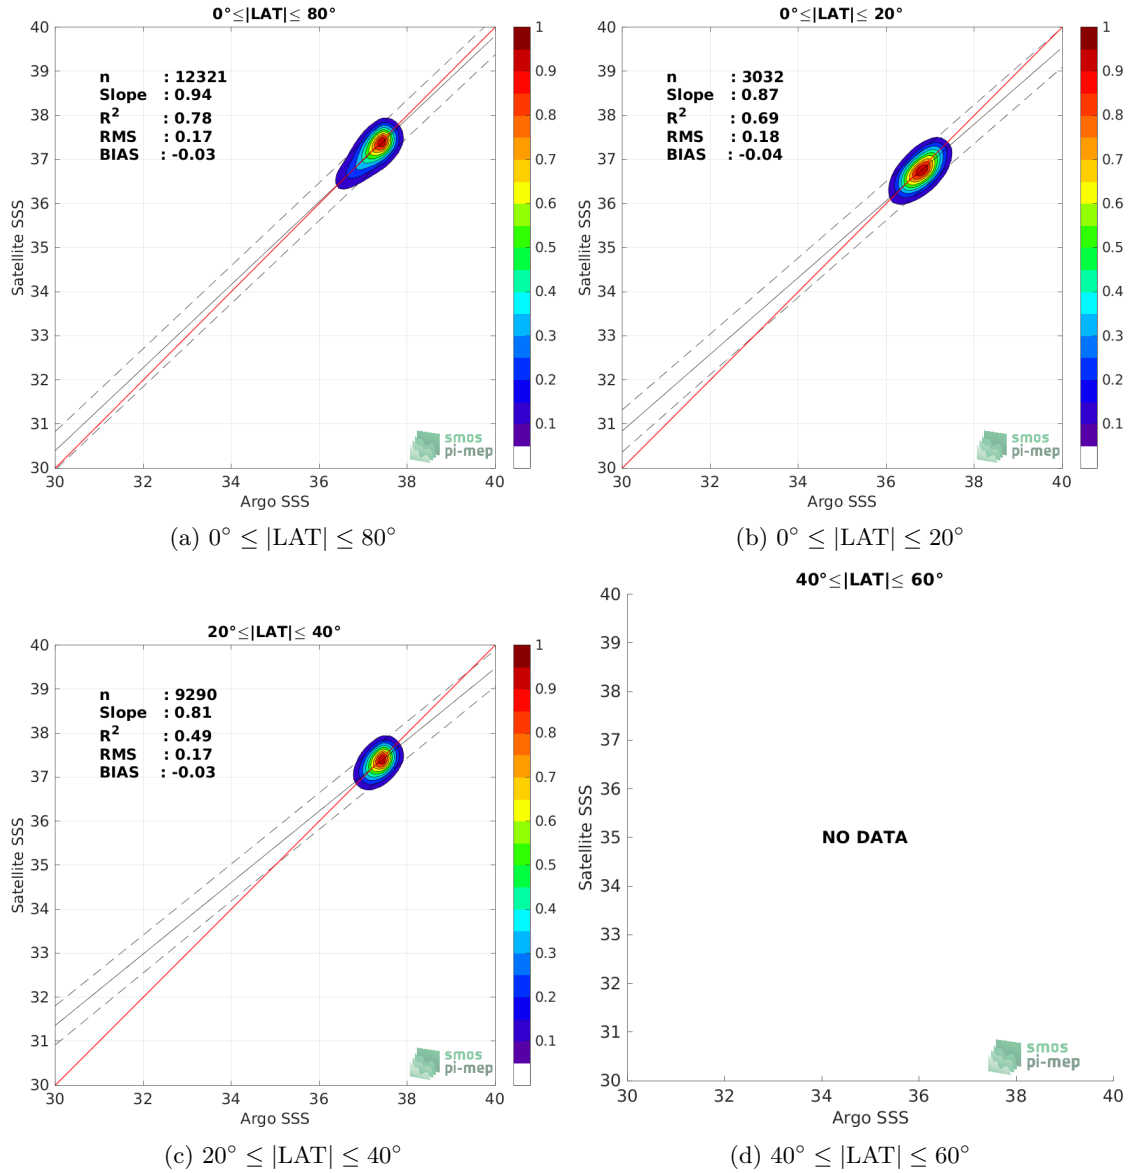 0°≤|LAT|≤ 80°
40
39
38
37
36
35
34
33
32
31
30
30 32 34 36 38 40
Satellite SSS
Argo SSS
n : 12321
Slope : 0.94
R² : 0.78
RMS : 0.17
BIAS : -0.03
smos
pi-mep
1
0.9
0.8
0.7
0.6
0.5
0.4
0.3
0.2
0.1
(a) 0° ≤ |LAT| ≤ 80°
0°≤|LAT|≤ 20°
40
39
38
37
36
35
34
33
32
31
30
30 32 34 36 38 40
Satellite SSS
Argo SSS
n : 3032
Slope : 0.87
R² : 0.69
RMS : 0.18
BIAS : -0.04
smos
pi-mep
1
0.9
0.8
0.7
0.6
0.5
0.4
0.3
0.2
0.1
(b) 0° ≤ |LAT| ≤ 20°
20°≤|LAT|≤ 40°
40
39
38
37
36
35
34
33
32
31
30
30 32 34 36 38 40
Satellite SSS
Argo SSS
n : 9290
Slope : 0.81
R² : 0.49
RMS : 0.17
BIAS : -0.03
smos
pi-mep
1
0.9
0.8
0.7
0.6
0.5
0.4
0.3
0.2
0.1
(c) 20° ≤ |LAT| ≤ 40°
40°≤|LAT|≤ 60°
40
39
38
37
36
35
34
33
32
31
30
30 32 34 36 38 40
Satellite SSS
Argo SSS
NO DATA
smos
pi-mep
(d) 40° ≤ |LAT| ≤ 60°